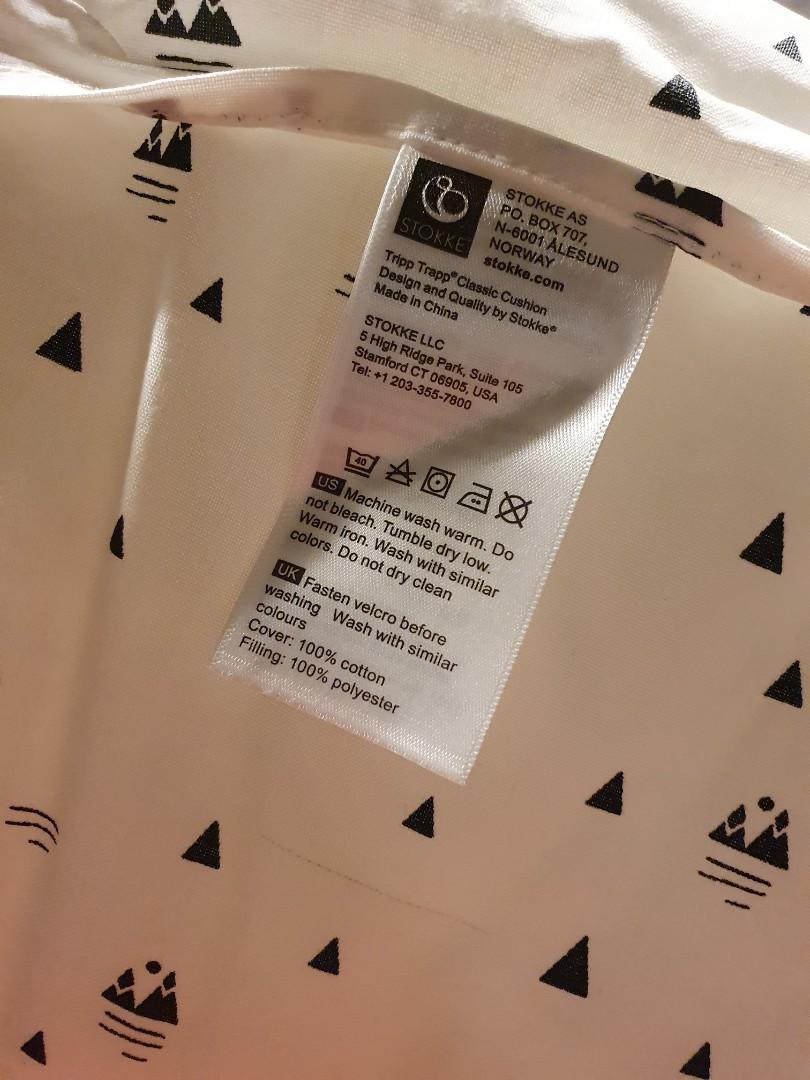 STOKKE
STOKKE AS
PO. BOX 707,
N-6001 ÅLESUND
NORWAY
stokke.com
Tripp Trapp® Classic Cushion
Design and Quality by Stokke®
Made in China
STOKKE LLC
5 High Ridge Park, Suite 105
Stamford CT 06905, USA
Tel: +1 203-355-7800
40
US Machine wash warm. Do
not bleach. Tumble dry low.
Warm iron. Wash with similar
colors. Do not dry clean
UK Fasten velcro before
washing Wash with similar
colours
Cover: 100% cotton
Filling: 100% polyester